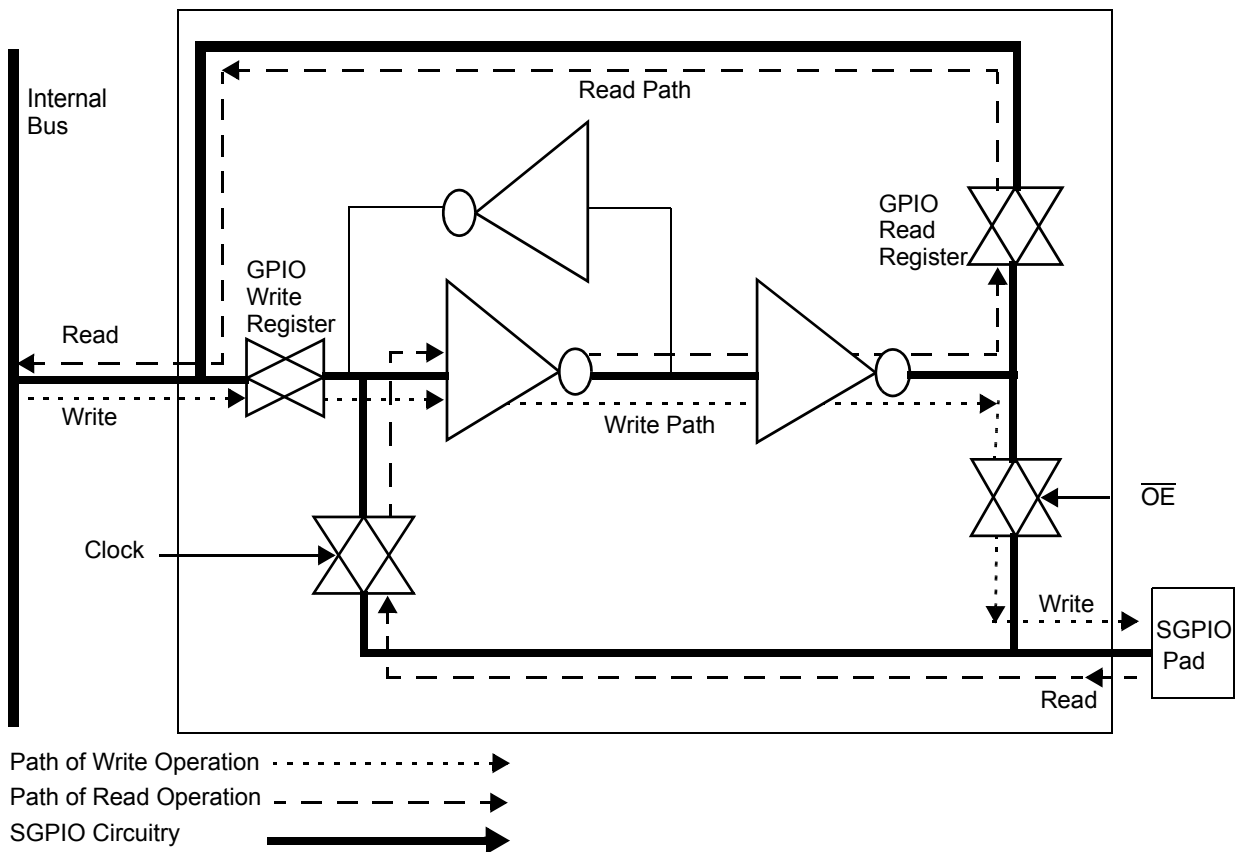 Internal
Bus
Read Path
GPIO
Read
Register
GPIO
Write
Register
Read
Write
Write Path
OE
Clock
Write
SGPIO
Pad
Read
Path of Write Operation
Path of Read Operation
SGPIO Circuitry